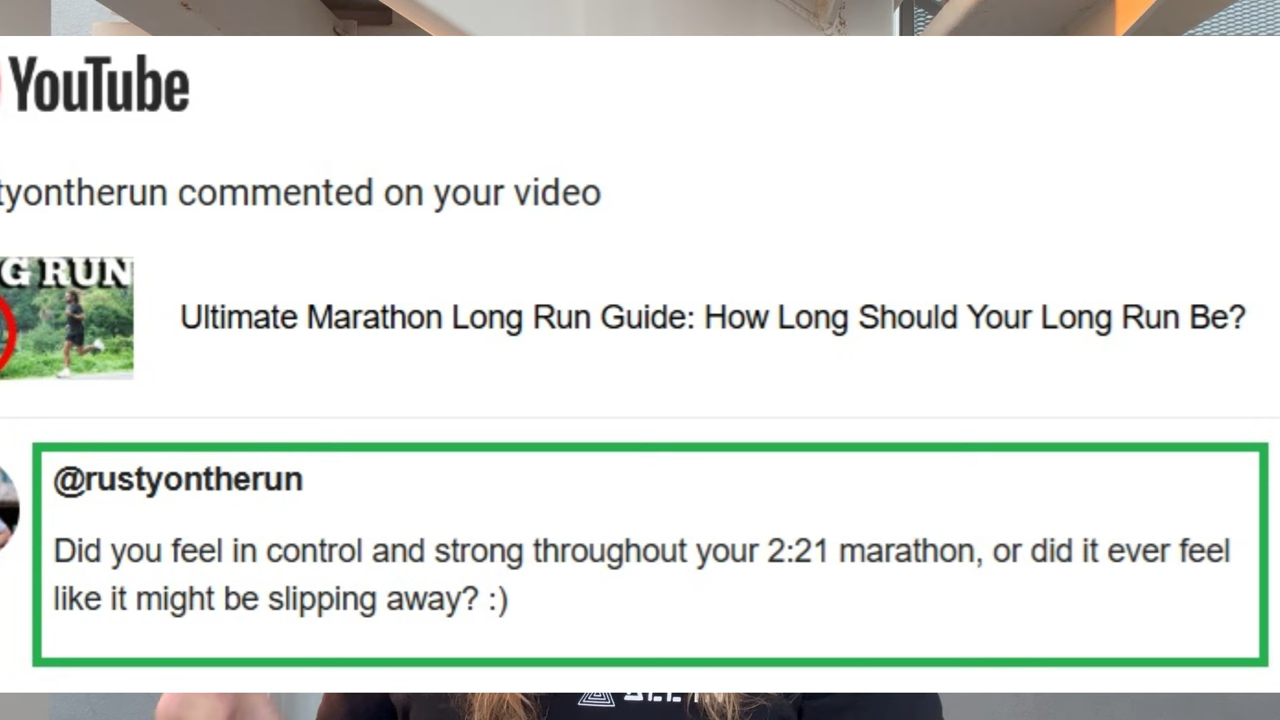 YouTube
tyontherun commented on your video
G RUN
Ultimate Marathon Long Run Guide: How Long Should Your Long Run Be?
@rustyontherun
Did you feel in control and strong throughout your 2:21 marathon, or did it ever feel
like it might be slipping away? :)